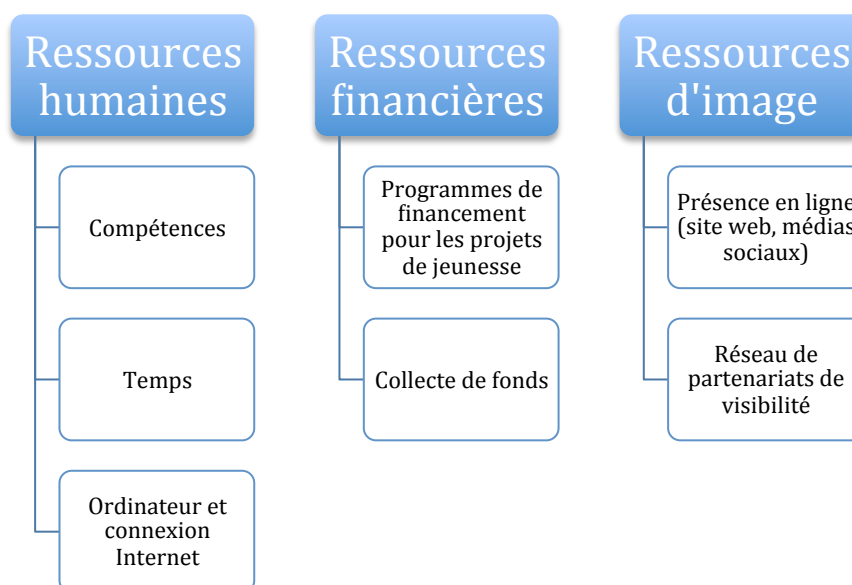 Ressources
humaines
Compétences
Temps
Ordinateur et
connexion
Internet
Ressources
financières
Programmes de
financement
pour les projets
de jeunesse
Collecte de fonds
Ressources
d'image
Présence en ligne
(site web, médias
sociaux)
Réseau de
partenariats de
visibilité